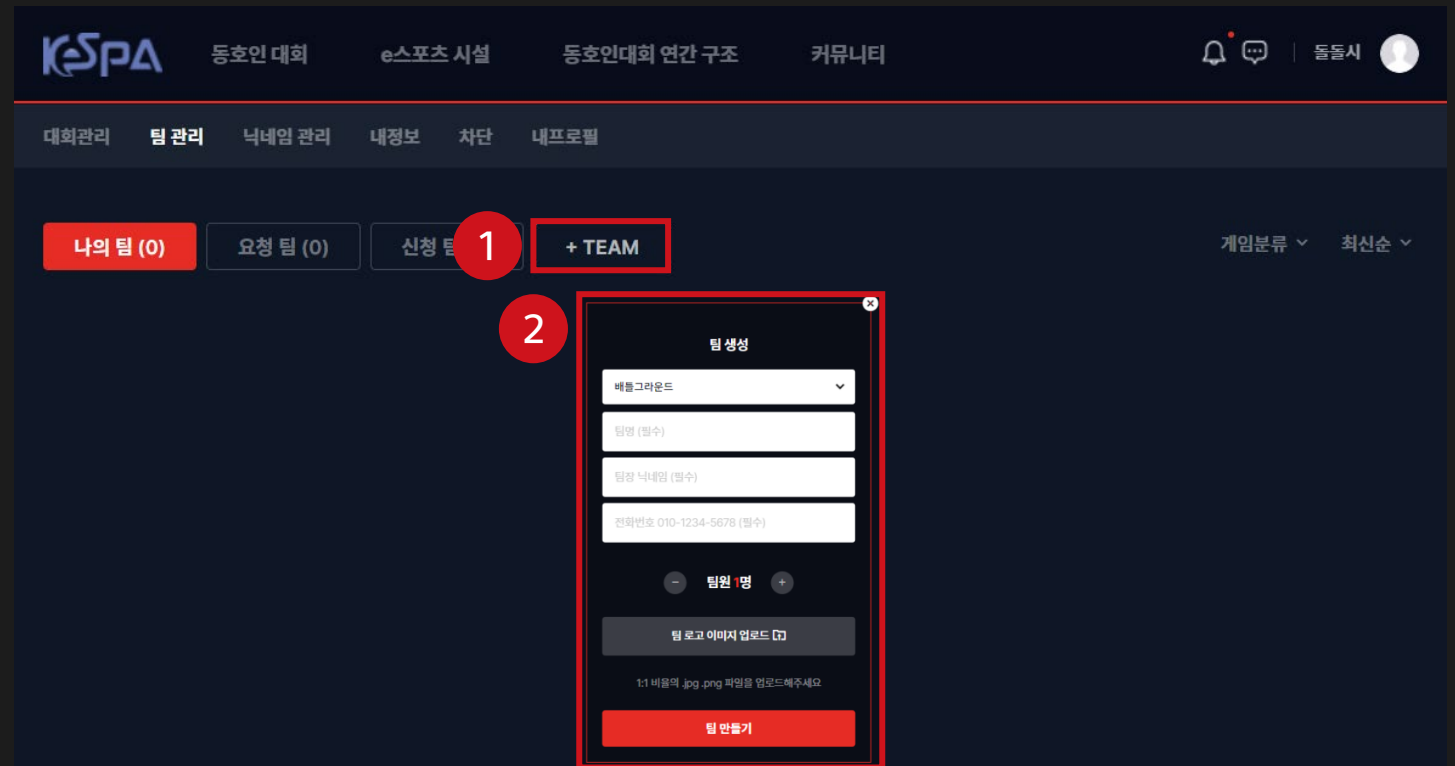 KeSPA 동호인 대회 e스포츠 시설 동호인대회 연간 구조 커뮤니티 돌돌시
대회관리 팀 관리 닉네임 관리 내정보 차단 내프로필
나의 팀 (0) 요청 팀 (0) 신청 1 + TEAM 게임분류 최신순
2
팀 생성
배틀그라운드
팀명 (필수)
팀장 닉네임 (필수)
전화번호 010-1234-5678 (필수)
- 팀원 1명 +
팀 로고 이미지 업로드
1:1 비율의 .jpg .png 파일을 업로드해주세요
팀 만들기